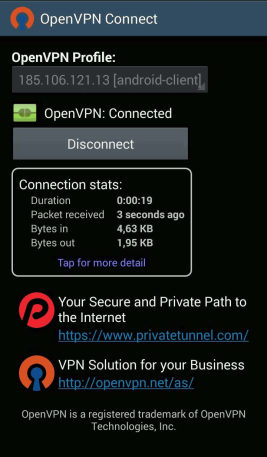 OpenVPN Connect
OpenVPN Profile:
185.106.121.13 [android-client]
OpenVPN: Connected
Disconnect
Connection stats:
Duration 0:00:19
Packet received 3 seconds ago
Bytes in 4,63 KB
Bytes out 1,95 KB
Tap for more detail
Your Secure and Private Path to
the Internet
https://www.privatetunnel.com/
VPN Solution for your Business
http://openvpn.net/as/
OpenVPN is a registered trademark of OpenVPN
Technologies, Inc.